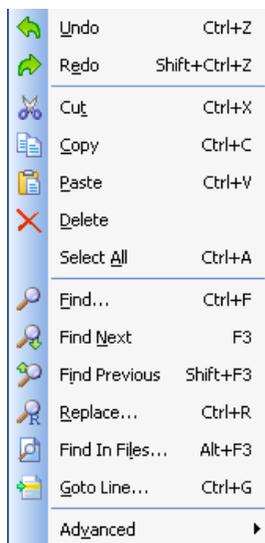 Undo Ctrl+Z
Redo Shift+Ctrl+Z
Cut Ctrl+X
Copy Ctrl+C
Paste Ctrl+V
Delete
Select All Ctrl+A
Find... Ctrl+F
Find Next F3
Find Previous Shift+F3
Replace... Ctrl+R
Find In Files... Alt+F3
Goto Line... Ctrl+G
Advanced